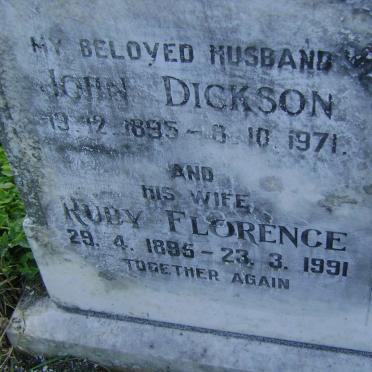 MY BELOVED HUSBAND
JOHN DICKSON
19.12.1895 - 8.10.1971.
AND
HIS WIFE
RUBY FLORENCE
29.4.1895 - 23.3.1991
TOGETHER AGAIN